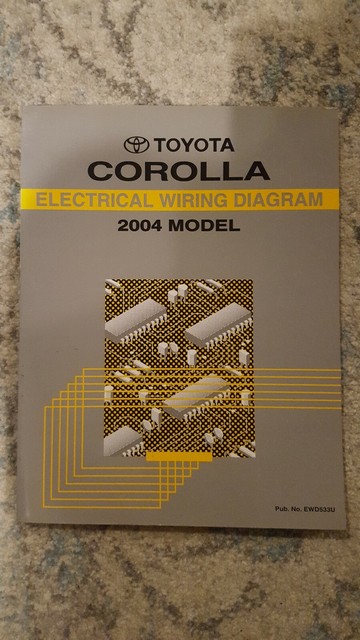 TOYOTA
COROLLA
ELECTRICAL WIRING DIAGRAM
2004 MODEL
Pub. No. EWD533U